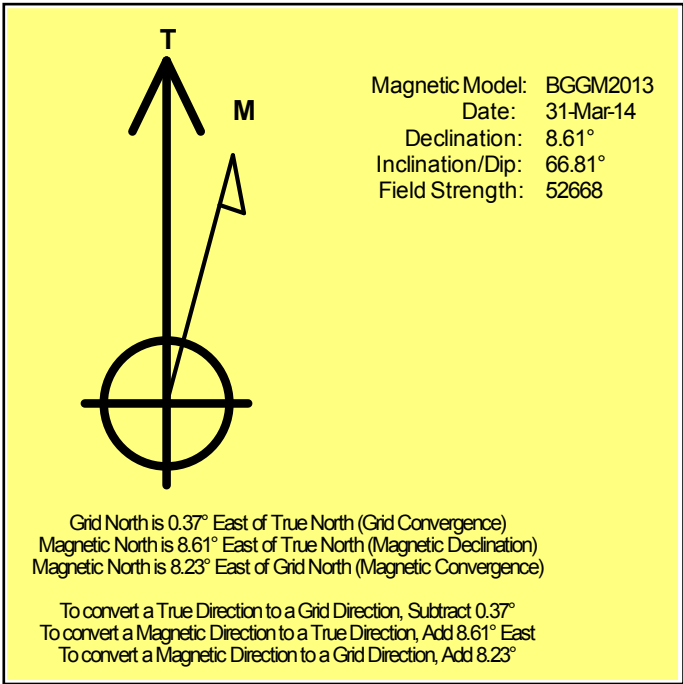 T
M
Magnetic Model: BGGM2013
Date: 31-Mar-14
Declination: 8.61°
Inclination/Dip: 66.81°
Field Strength: 52668
Grid North is 0.37° East of True North (Grid Convergence)
Magnetic North is 8.61° East of True North (Magnetic Declination)
Magnetic North is 8.23° East of Grid North (Magnetic Convergence)
To convert a True Direction to a Grid Direction, Subtract 0.37°
To convert a Magnetic Direction to a True Direction, Add 8.61° East
To convert a Magnetic Direction to a Grid Direction, Add 8.23°